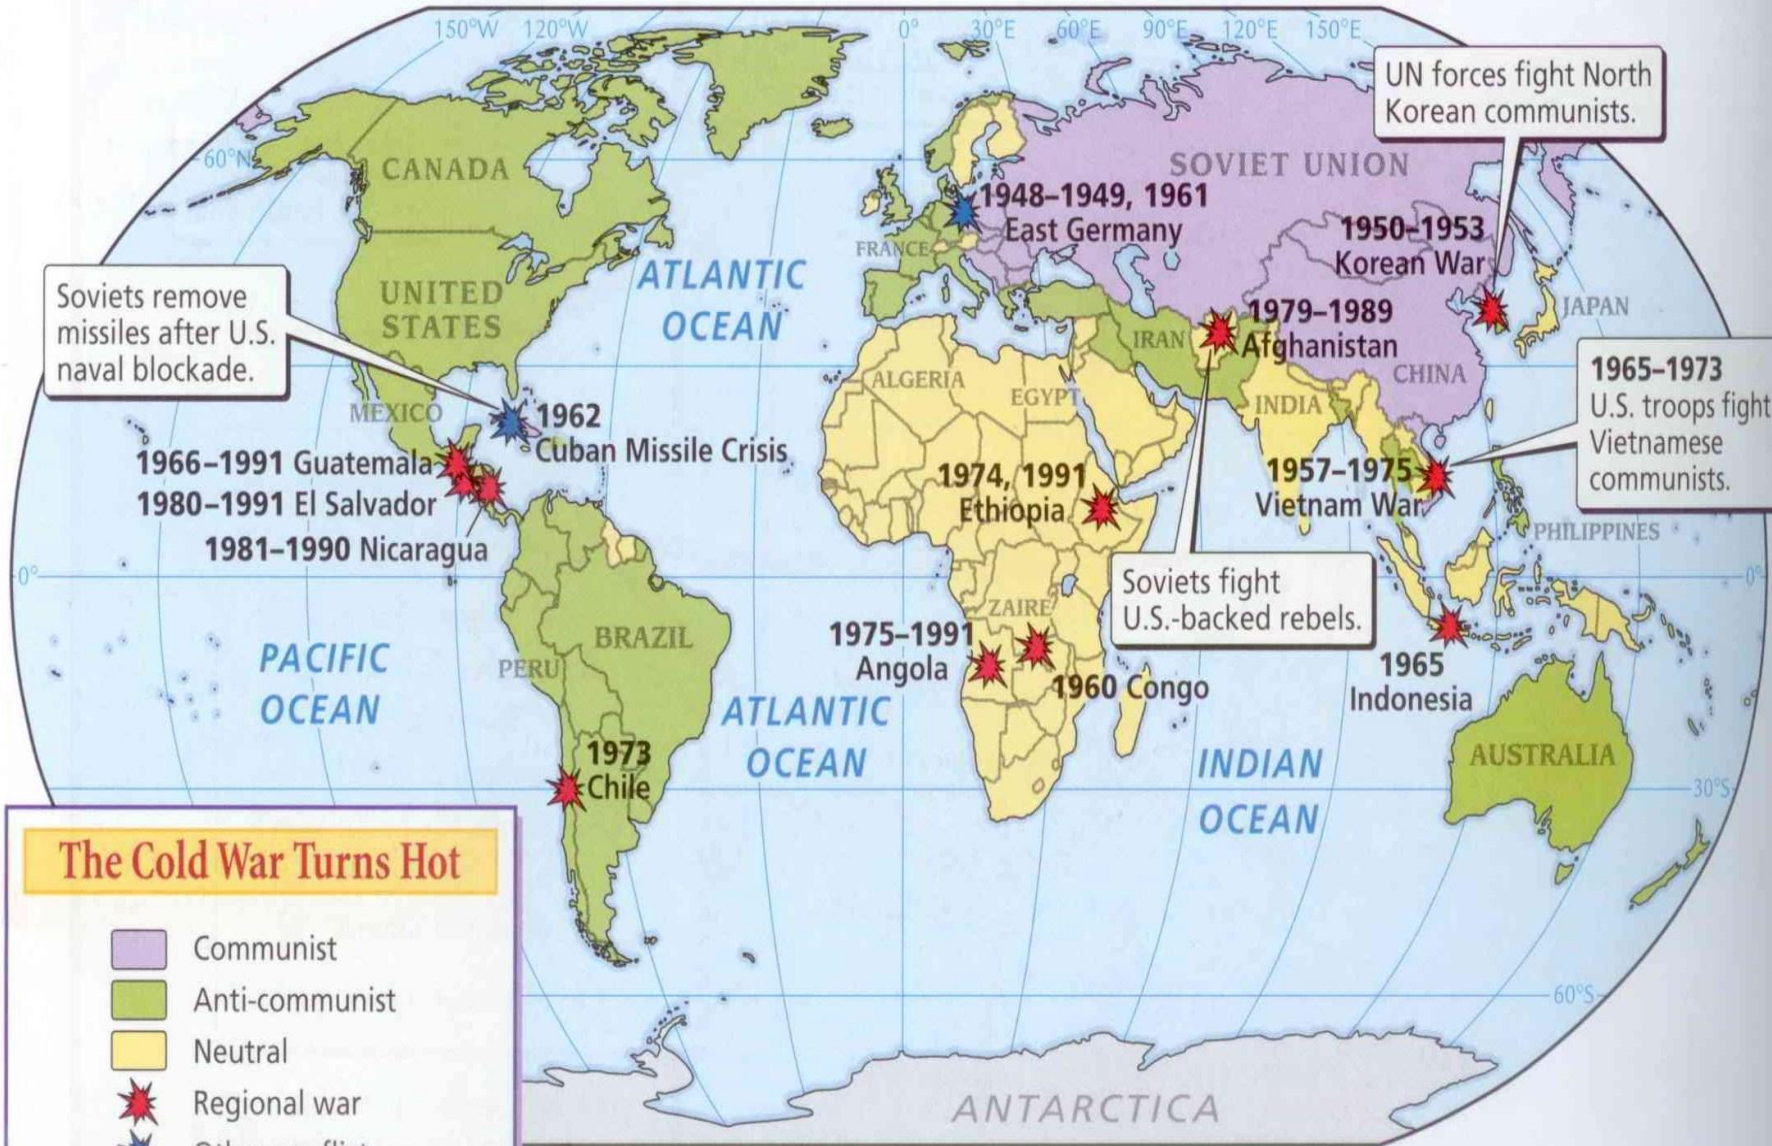 150°W 120°W 0° 30°E 60°E 90°E 120°E 150°E
UN forces fight North
Korean communists.
60°N
CANADA
SOVIET UNION
1948–1949, 1961
East Germany
FRANCE
1950–1953
Korean War
ATLANTIC
OCEAN
UNITED
STATES
Soviets remove
missiles after U.S.
naval blockade.
JAPAN
1979–1989
Afghanistan
IRAN
CHINA
1965–1973
U.S. troops fight
Vietnamese
communists.
ALGERIA
EGYPT
INDIA
MEXICO
1962
Cuban Missile Crisis
1966–1991 Guatemala
1980–1991 El Salvador
1981–1990 Nicaragua
1974, 1991
Ethiopia
1957–1975
Vietnam War
PHILIPPINES
0°
0°
Soviets fight
U.S.-backed rebels.
ZAIRE
BRAZIL
PERU
PACIFIC
OCEAN
1975–1991
Angola
1960 Congo
1965
Indonesia
ATLANTIC
OCEAN
INDIAN
OCEAN
AUSTRALIA
1973
Chile
30°S
The Cold War Turns Hot
Communist
Anti-communist
Neutral
Regional war
60°S
ANTARCTICA